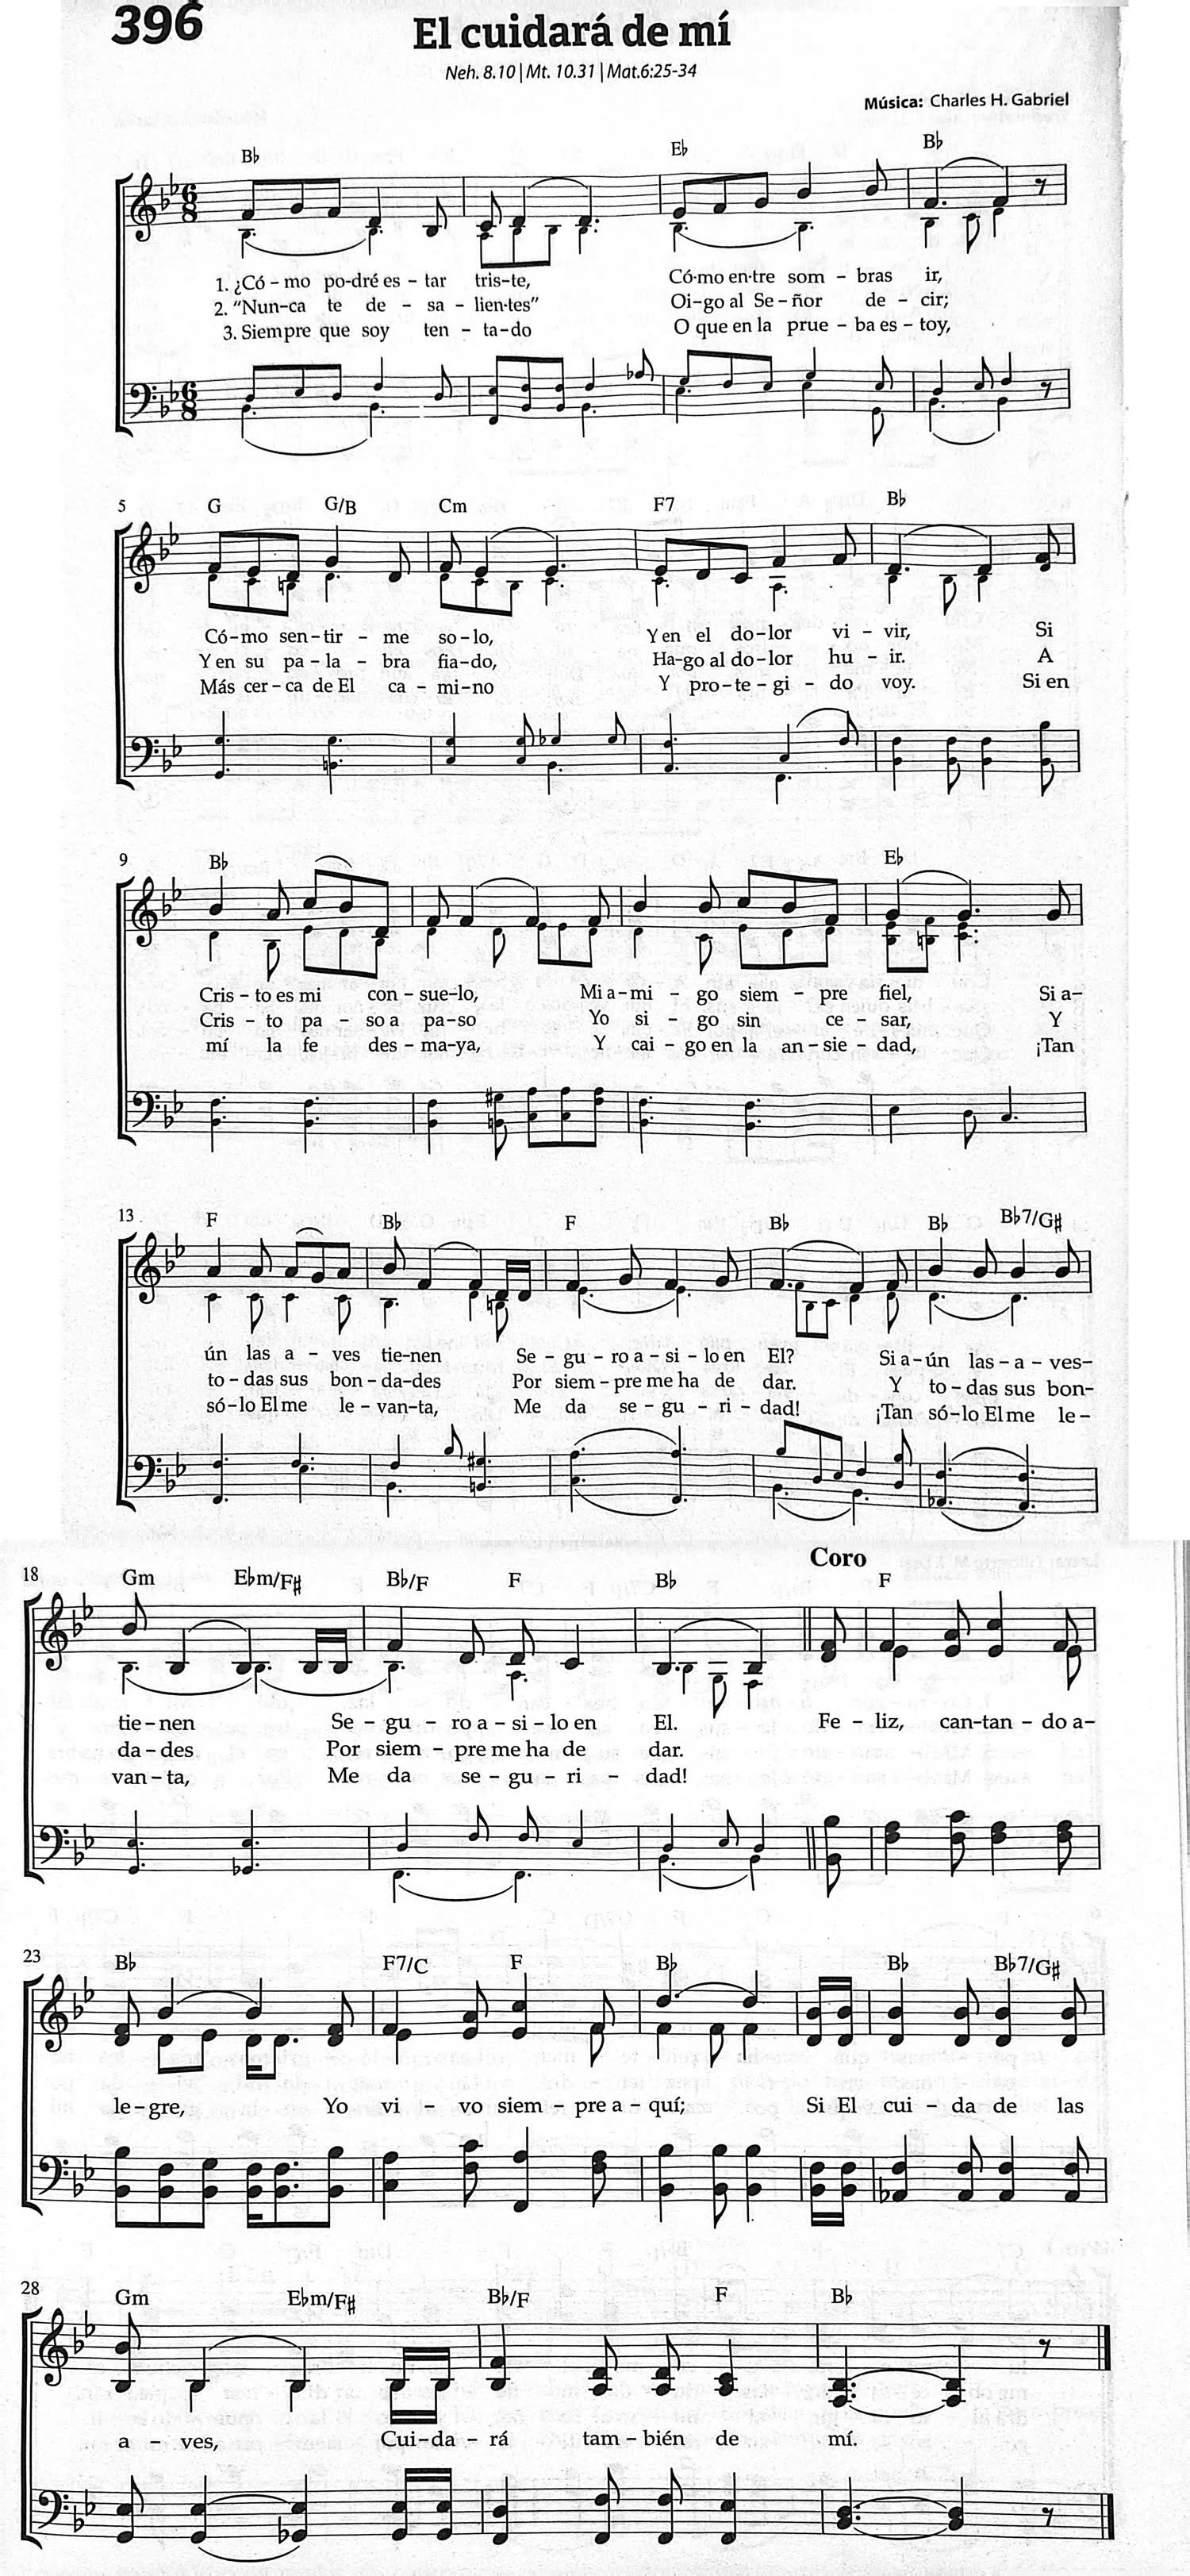 396
El cuidará de mí
Neh. 8.10 | Mt. 10.31 | Mat.6:25-34
Música: Charles H. Gabriel
B♭ E♭ B♭
6 8
1. ¿Có – mo po-dré es – tar tris–te, Có·mo en·tre som – bras ir,
2. “Nun–ca te de – sa – lien·tes” Oi–go al Se – ñor de – cir;
3. Siempre que soy ten – ta–do O que en la prue – ba es – toy,
6 8
5 G G/B Cm F7 B♭
Có–mo sen–tir – me so–lo, Y en el do–lor vi – vir, Si
Y en su pa – la – bra fia–do, Ha–go al do–lor hu – ir. A
Más cer–ca de El ca – mi–no Y pro–te–gi – do voy. Si en
9 B♭ E♭
Cris – to es mi con–sue–lo, Mi a–mi – go siem – pre fiel, Si a–
Cris – to pa – so a pa–so Yo si – go sin ce – sar, Y
mí la fe des–ma–ya, Y cai–go en la an–sie–dad, ¡Tan
13 F B♭ F B♭ B♭ B♭7/G♯
ún las a – ves tie–nen Se – gu – ro a–si–lo en El? Si a–ún las–a–ves–
to–das sus bon–da–des Por siem–pre me ha de dar. Y to–das sus bon–
só–lo El me le–van–ta, Me da se–gu–ri–dad! ¡Tan só–lo El me le–
Coro
18 Gm E♭m/F♯ B♭/F F B♭ F
tie–nen Se – gu – ro a – si – lo en El. Fe – liz, can–tan – do a–
da–des Por siem – pre me ha de dar.
van–ta, Me da se – gu – ri – dad!
23 B♭ F7/C F B♭ B♭ B♭7/G♯
le–gre, Yo vi – vo siem – pre a – quí; Si El cui – da de las
28 Gm E♭m/F♯ B♭/F F B♭
a – ves, Cui–da – rá tam–bién de mí.